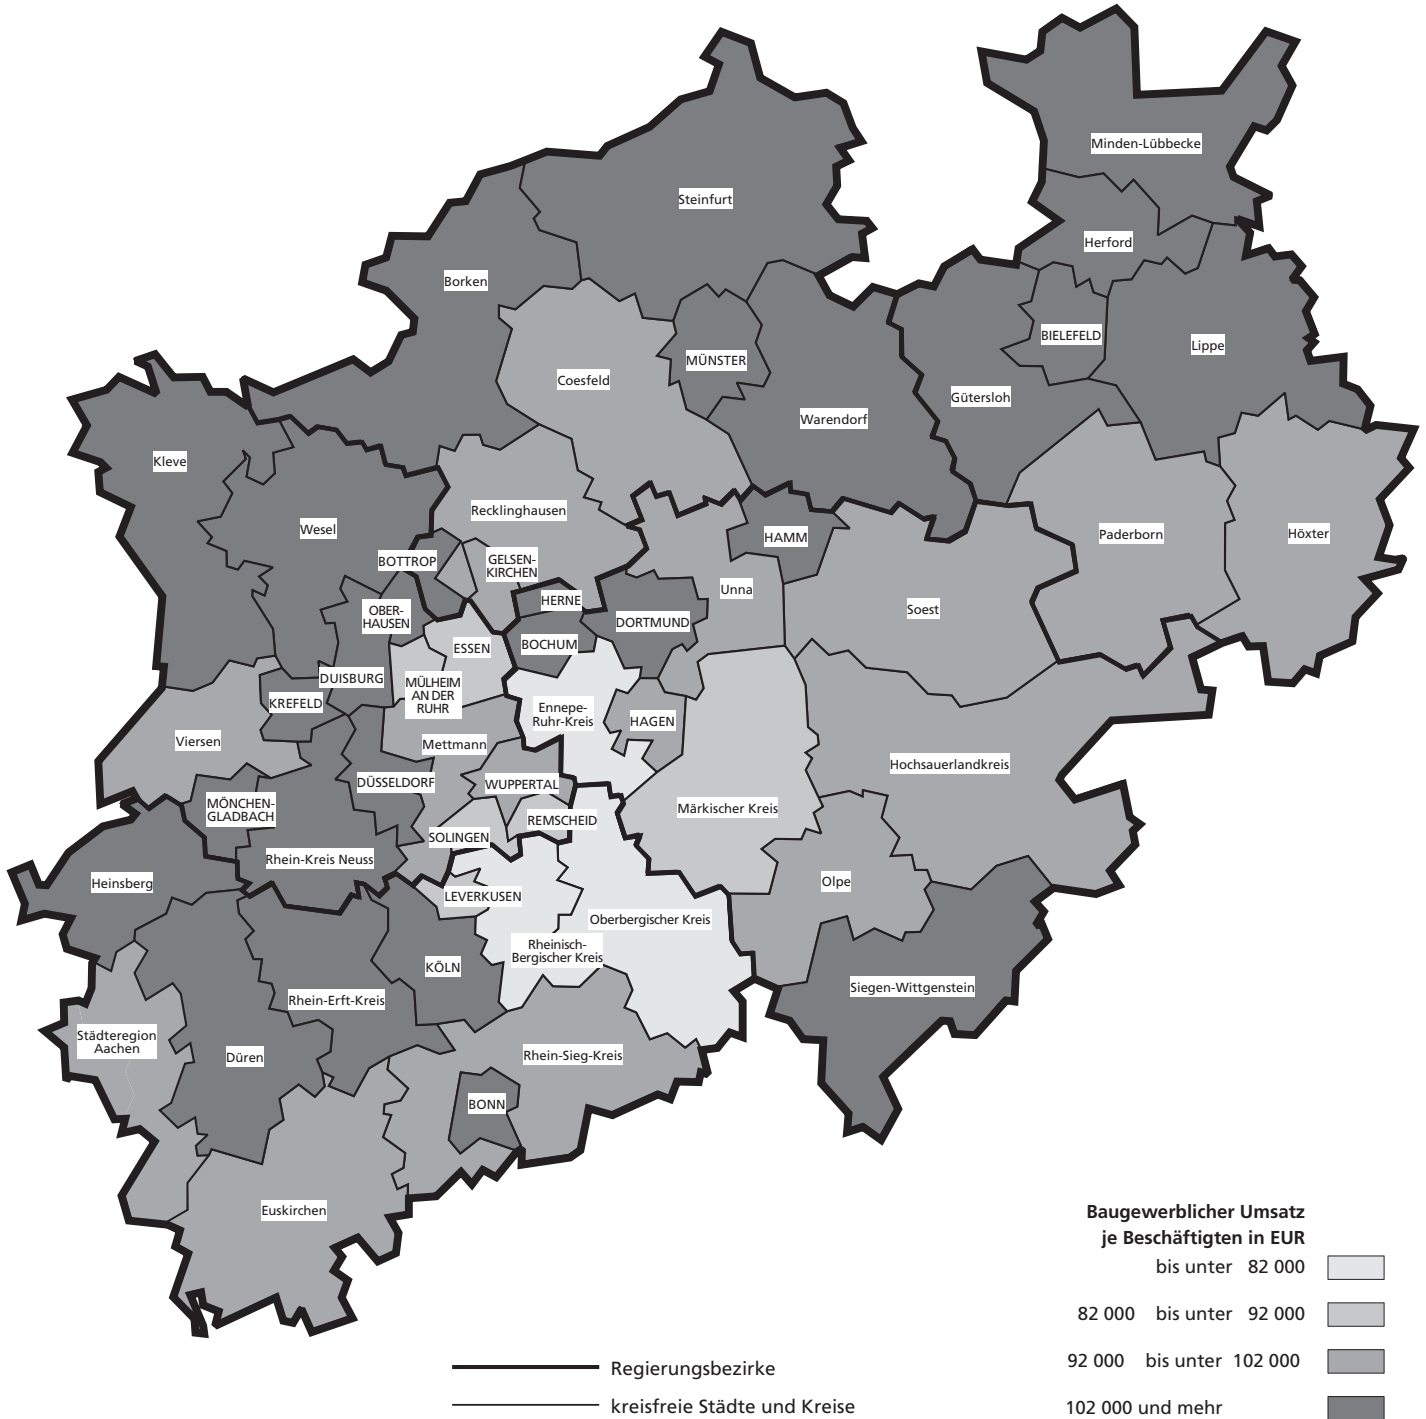 Minden-Lübbecke
Steinfurt
Herford
Borken
BIELEFELD
Lippe
MÜNSTER
Coesfeld
Gütersloh
Warendorf
Kleve
Recklinghausen
Wesel
Paderborn
Höxter
HAMM
BOTTROP
GELSEN-
KIRCHEN
Unna
HERNE
Soest
OBER-
HAUSEN
DORTMUND
ESSEN
BOCHUM
DUISBURG
MÜLHEIM
AN DER
RUHR
KREFELD
Ennepe-
Ruhr-Kreis
HAGEN
Viersen
Mettmann
Hochsauerlandkreis
DÜSSELDORF
WUPPERTAL
MÖNCHEN-
GLADBACH
Märkischer Kreis
REMSCHEID
SOLINGEN
Rhein-Kreis Neuss
Heinsberg
Olpe
LEVERKUSEN
Oberbergischer Kreis
Rheinisch-
Bergischer Kreis
KÖLN
Siegen-Wittgenstein
Rhein-Erft-Kreis
Städteregion
Aachen
Düren
Rhein-Sieg-Kreis
BONN
Euskirchen
Baugewerblicher Umsatz
je Beschäftigten in EUR
bis unter 82 000
82 000 bis unter 92 000
92 000 bis unter 102 000
102 000 und mehr
Regierungsbezirke
kreisfreie Städte und Kreise